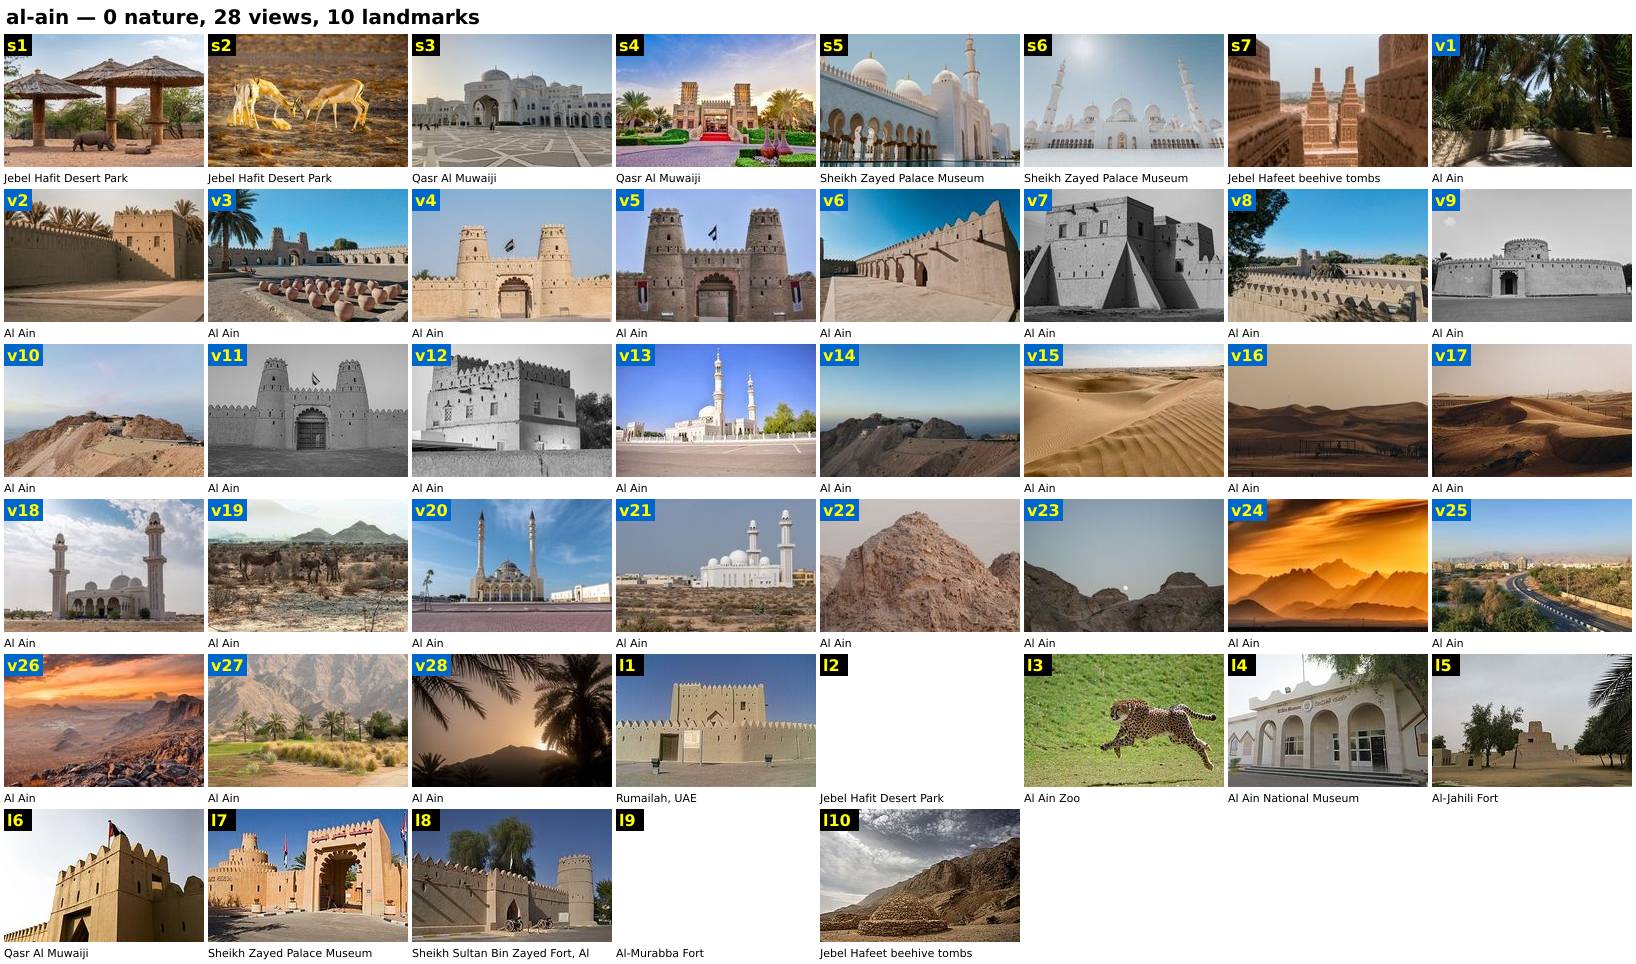 al-ain — 0 nature, 28 views, 10 landmarks
s1
s2
s3
s4
s5
s6
s7
v1
Jebel Hafit Desert Park
Jebel Hafit Desert Park
Qasr Al Muwaiji
Qasr Al Muwaiji
Sheikh Zayed Palace Museum
Sheikh Zayed Palace Museum
Jebel Hafeet beehive tombs
Al Ain
v2
v3
v4
v5
v6
v7
v8
v9
Al Ain
Al Ain
Al Ain
Al Ain
Al Ain
Al Ain
Al Ain
Al Ain
v10
v11
v12
v13
v14
v15
v16
v17
Al Ain
Al Ain
Al Ain
Al Ain
Al Ain
Al Ain
Al Ain
Al Ain
v18
v19
v20
v21
v22
v23
v24
v25
Al Ain
Al Ain
Al Ain
Al Ain
Al Ain
Al Ain
Al Ain
Al Ain
v26
v27
v28
l1
l2
l3
l4
l5
Al Ain
Al Ain
Al Ain
Rumailah, UAE
Jebel Hafit Desert Park
Al Ain Zoo
Al Ain National Museum
Al-Jahili Fort
l6
l7
l8
l9
l10
Qasr Al Muwaiji
Sheikh Zayed Palace Museum
Sheikh Sultan Bin Zayed Fort, Al
Al-Murabba Fort
Jebel Hafeet beehive tombs